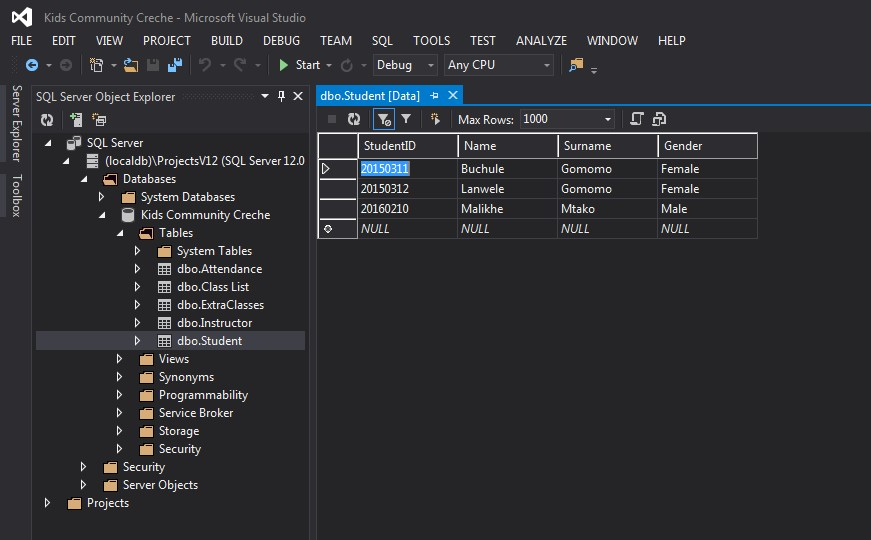 Kids Community Creche - Microsoft Visual Studio
FILE EDIT VIEW PROJECT BUILD DEBUG TEAM SQL TOOLS TEST ANALYZE WINDOW HELP
Start Debug Any CPU
Server Explorer
Toolbox
SQL Server Object Explorer
SQL Server
(localdb)\ProjectsV12 (SQL Server 12.0
Databases
System Databases
Kids Community Creche
Tables
System Tables
dbo.Attendance
dbo.Class List
dbo.ExtraClasses
dbo.Instructor
dbo.Student
Views
Synonyms
Programmability
Service Broker
Storage
Security
Security
Server Objects
Projects
dbo.Student [Data]
Max Rows: 1000
StudentID Name Surname Gender
20150311 Buchule Gomomo Female
20150312 Lanwele Gomomo Female
20160210 Malikhe Mtako Male
NULL NULL NULL NULL